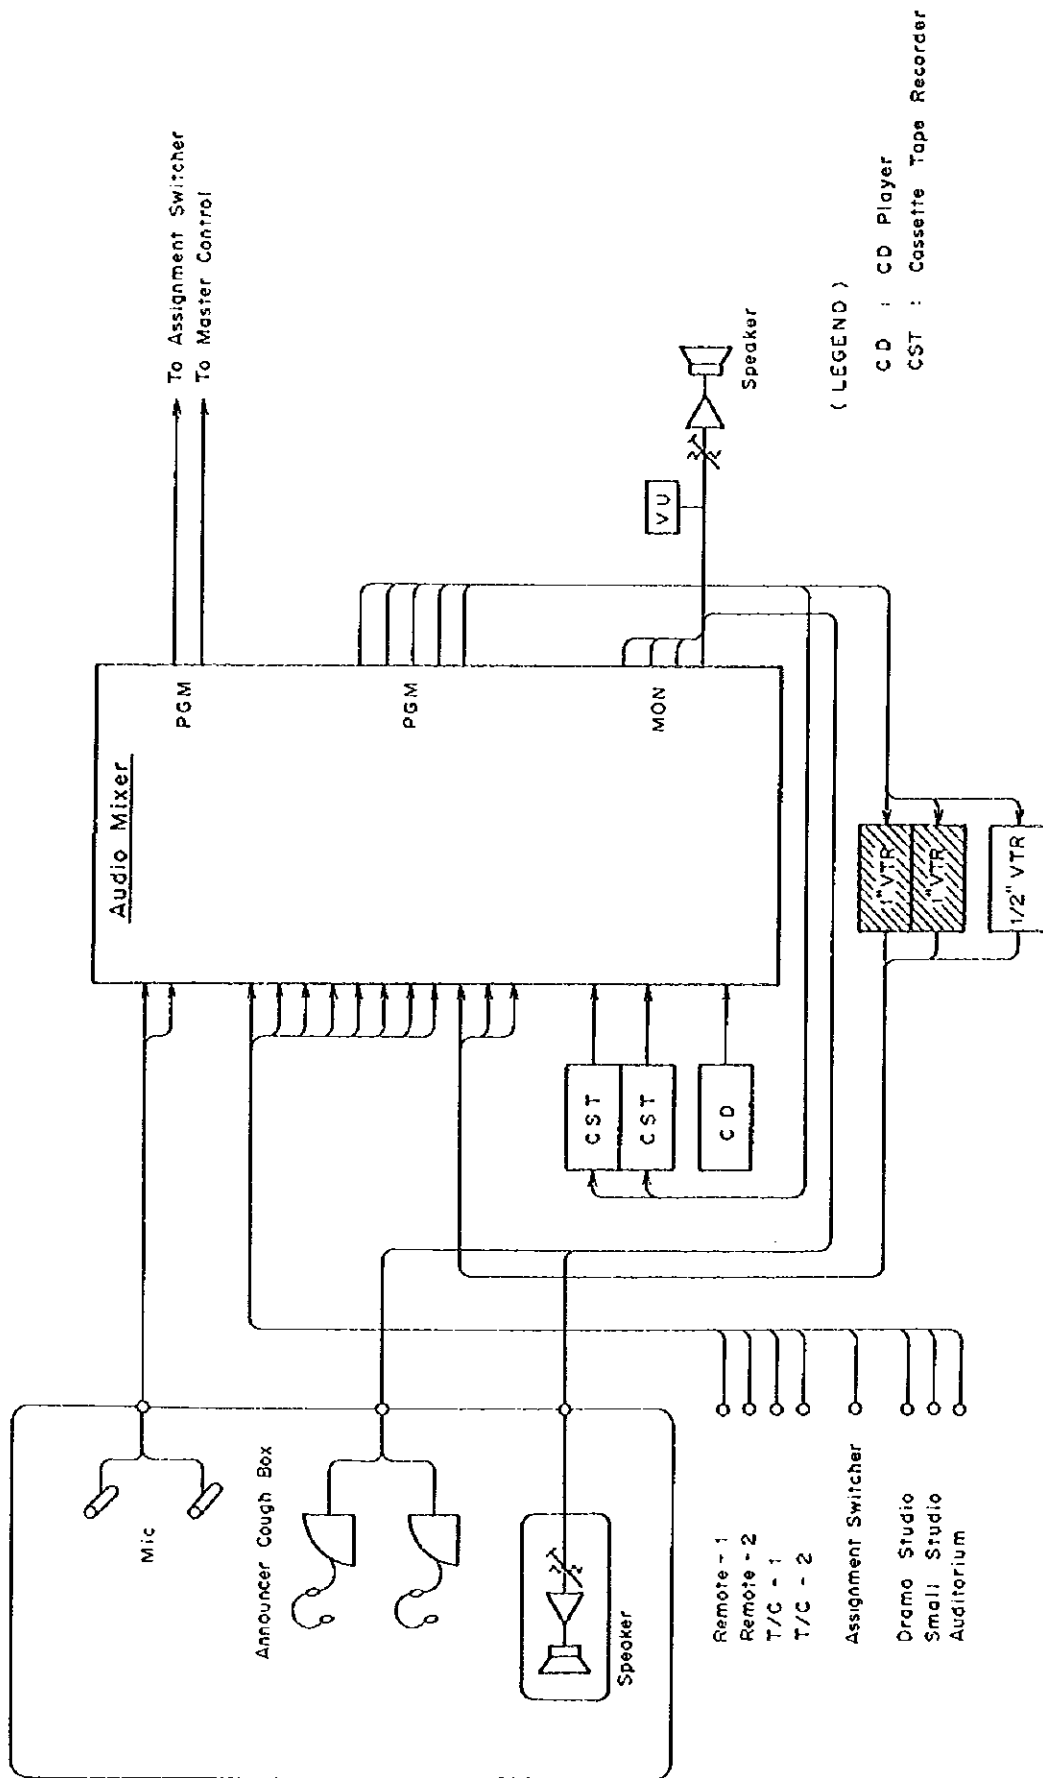 Mic
Announcer Cough Box
Speaker
Remote - 1
Remote - 2
T/C - 1
T/C - 2
Assignment Switcher
Drama Studio
Small Studio
Auditorium
Audio Mixer
PGM
PGM
MON
CST
CST
CD
To Assignment Switcher
To Master Control
VU
Speaker
1" VTR
1" VTR
1/2" VTR
(LEGEND)
CD : CD Player
CST : Cassette Tape Recorder